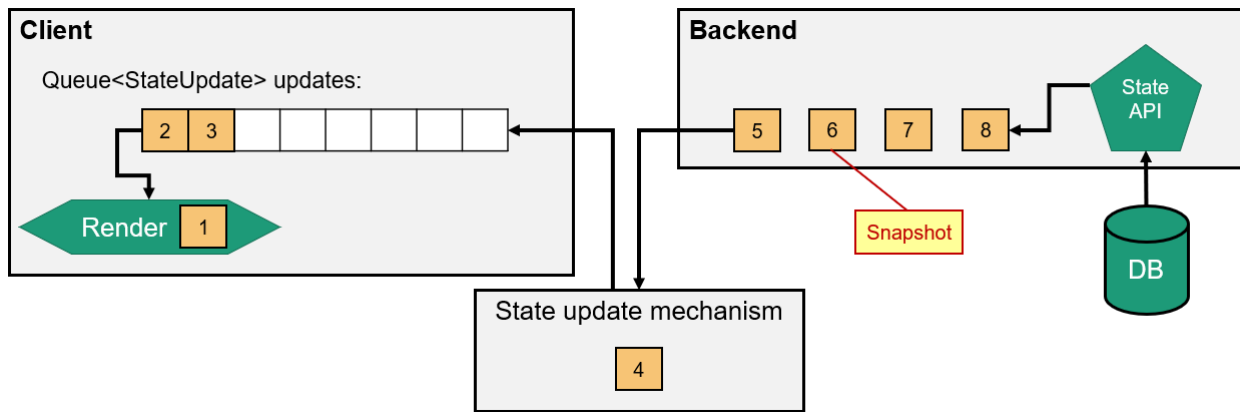 Client
Queue<StateUpdate> updates:
2 3
Render 1
Backend
State
API
5 6 7 8
Snapshot
DB
State update mechanism
4